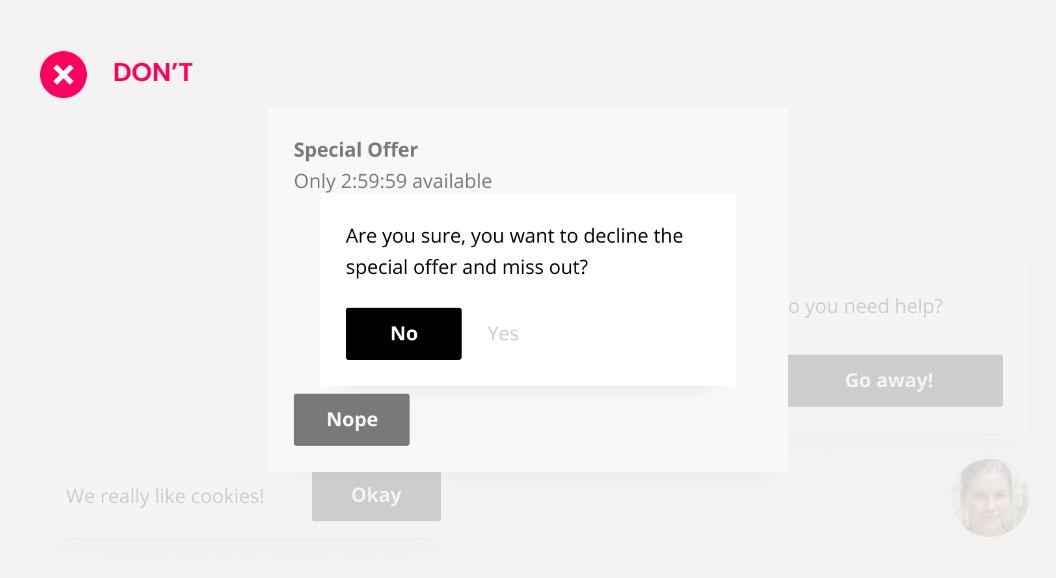 DON’T
Special Offer
Only 2:59:59 available
Are you sure, you want to decline the
special offer and miss out?
No
Yes
Nope
o you need help?
Go away!
We really like cookies!
Okay